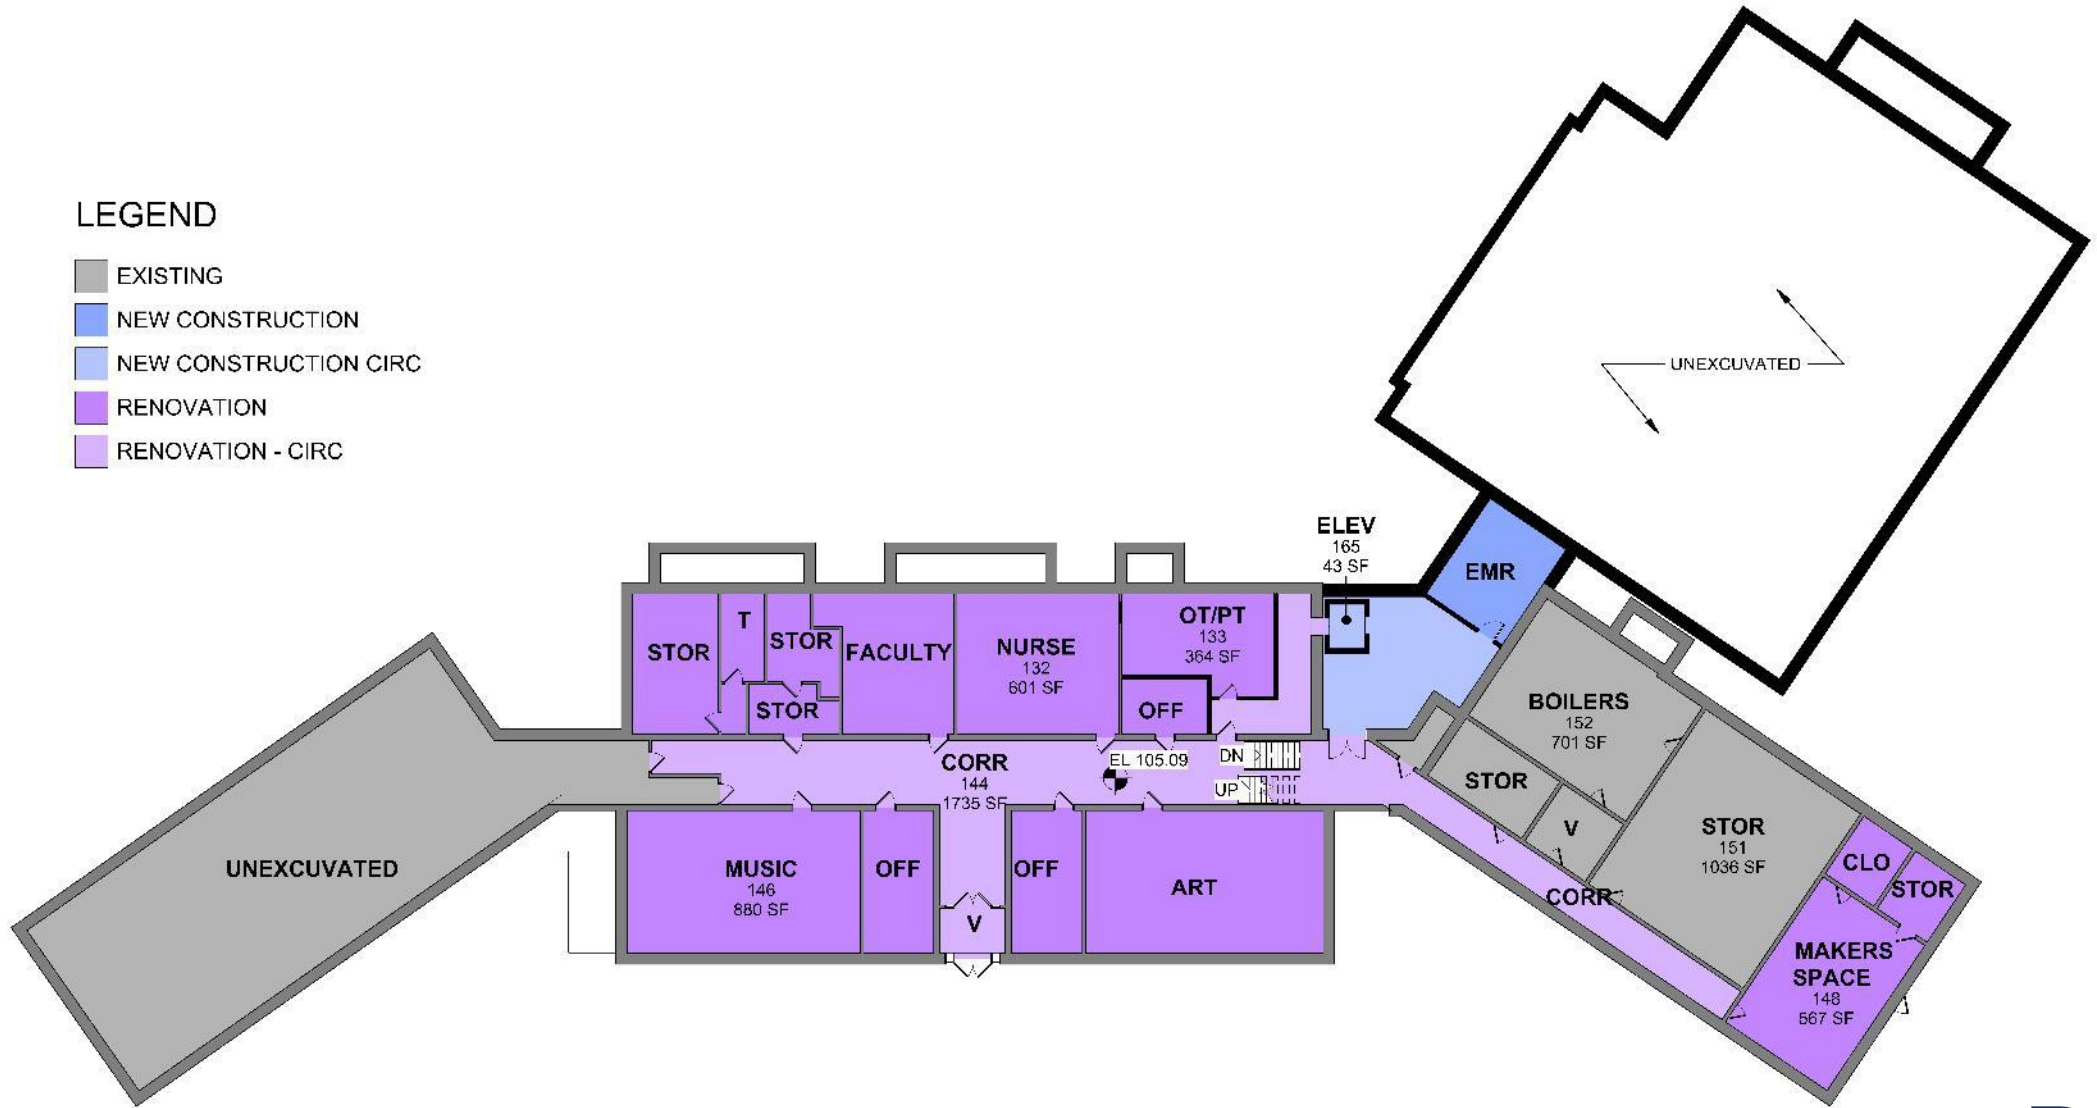 LEGEND
EXISTING
NEW CONSTRUCTION
NEW CONSTRUCTION CIRC
RENOVATION
RENOVATION - CIRC
UNEXCUVATED
ELEV
165
43 SF
EMR
STOR
T
STOR
STOR
FACULTY
NURSE
132
601 SF
OT/PT
133
364 SF
OFF
CORR
144
1735 SF
EL 105.09
DN
UP
BOILERS
152
701 SF
STOR
V
STOR
151
1036 SF
CLO
STOR
CORR
MAKERS
SPACE
148
667 SF
UNEXCUVATED
MUSIC
146
880 SF
OFF
V
OFF
ART